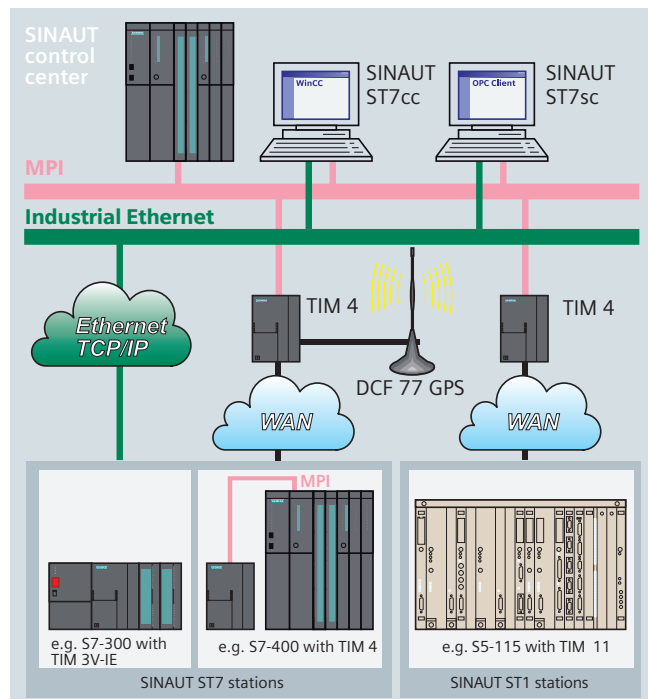 SINAUT
control
center
WinCC
SINAUT
ST7cc
OPC Client
SINAUT
ST7sc
MPI
Industrial Ethernet
Ethernet
TCP/IP
TIM 4
DCF 77 GPS
TIM 4
WAN
WAN
MPI
e.g. S7-300 with
TIM 3V-IE
e.g. S7-400 with TIM 4
e.g. S5-115 with TIM 11
SINAUT ST7 stations
SINAUT ST1 stations